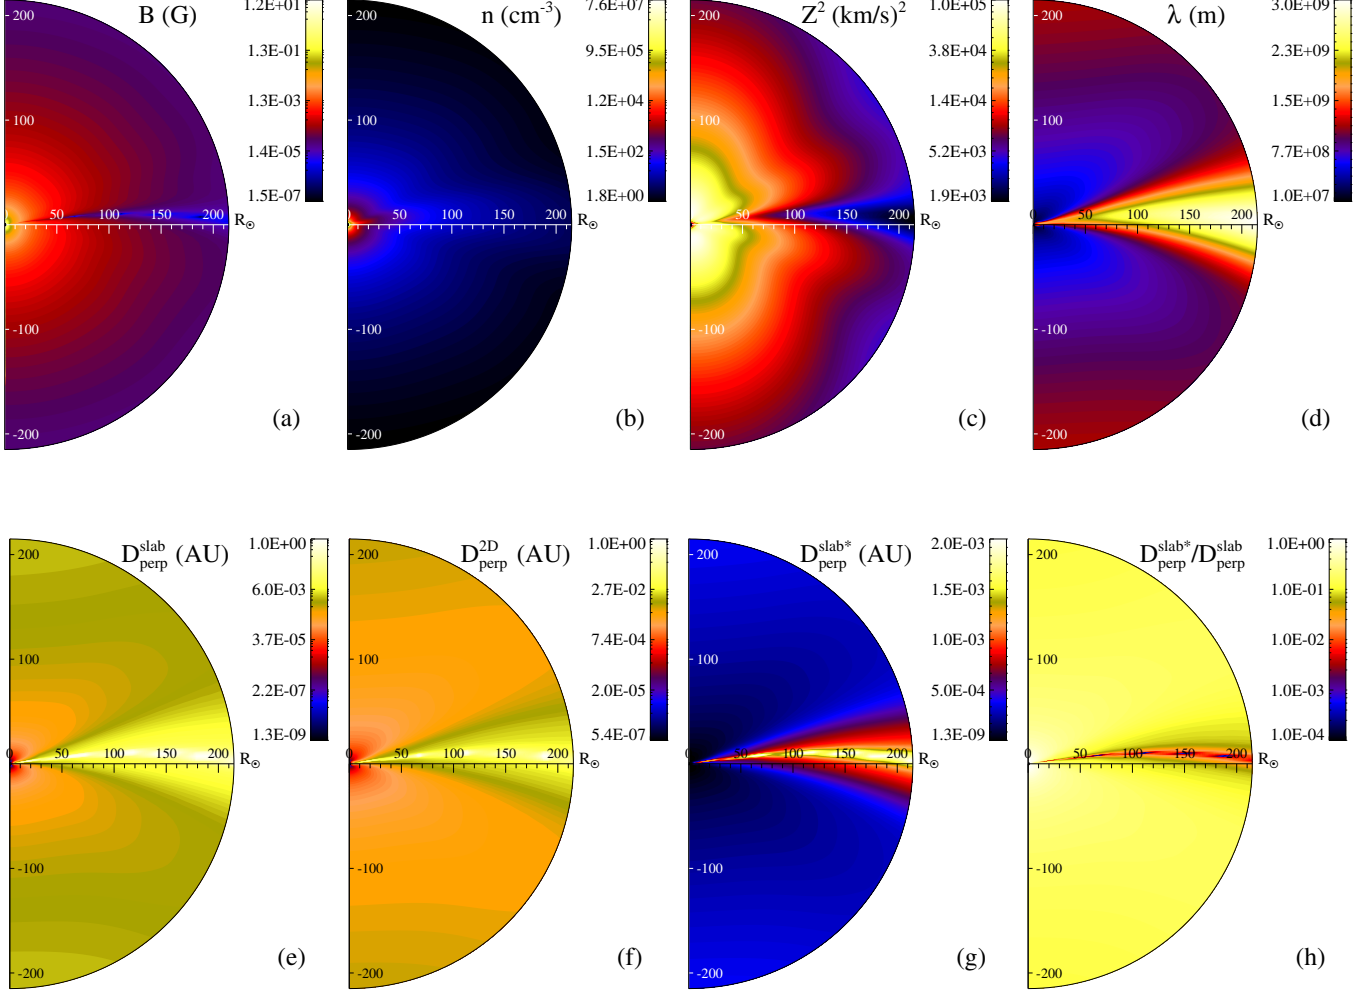 B (G)
1.2E+01
1.3E-01
1.3E-03
1.4E-05
1.5E-07
200
100
-100
-200
50
100
150
200
R☉
(a)
n (cm⁻³)
7.6E+07
9.5E+05
1.2E+04
1.5E+02
1.8E+00
200
100
-100
-200
50
100
150
200
R☉
(b)
Z² (km/s)²
1.0E+05
3.8E+04
1.4E+04
5.2E+03
1.9E+03
200
100
-100
-200
50
100
150
200
R☉
(c)
λ (m)
3.0E+09
2.3E+09
1.5E+09
7.7E+08
1.0E+07
200
100
-100
-200
0
50
100
150
200
R☉
(d)
D_perp^slab (AU)
1.0E+00
6.0E-03
3.7E-05
2.2E-07
1.3E-09
200
100
-100
-200
0
50
100
150
200
R☉
(e)
D_perp^2D (AU)
1.0E+00
2.7E-02
7.4E-04
2.0E-05
5.4E-07
200
100
-100
-200
0
50
100
150
200
R☉
(f)
D_perp^slab* (AU)
2.0E-03
1.5E-03
1.0E-03
5.0E-04
1.3E-09
200
100
-100
-200
0
50
100
150
200
R☉
(g)
D_perp^slab*/D_perp^slab
1.0E+00
1.0E-01
1.0E-02
1.0E-03
1.0E-04
200
100
-100
-200
0
50
100
150
200
R☉
(h)